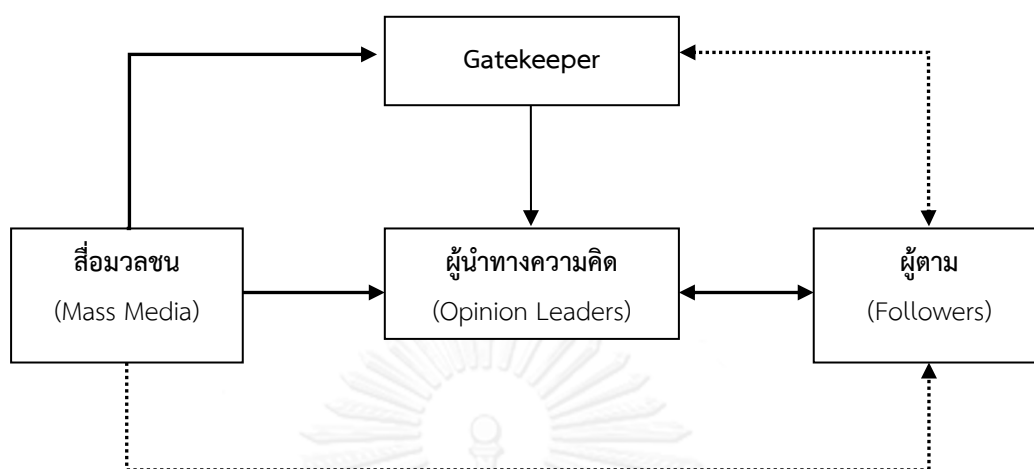 Gatekeeper
สื่อมวลชน
(Mass Media)
ผู้นำทางความคิด
(Opinion Leaders)
ผู้ตาม
(Followers)